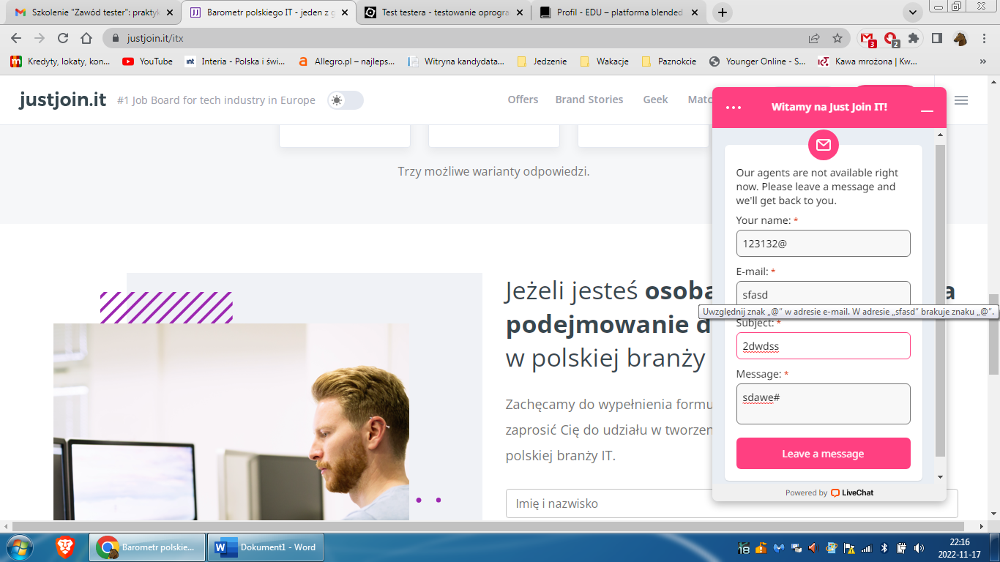 Szkolenie "Zawód tester": praktyk
Barometr polskiego IT - jeden z g
Test testera - testowanie oprogra
Profil - EDU – platforma blended
justjoin.it/itx
3
2
Kredyty, lokaty, kon...
YouTube
int
Interia - Polska i świ...
Allegro.pl – najleps...
Witryna kandydata...
Jedzenie
Wakacje
Paznokcie
Younger Online - S...
Kawa mrożona | Kw...
»
justjoin.it
#1 Job Board for tech industry in Europe
Offers
Brand Stories
Geek
Matc
Witamy na Just Join IT!
Trzy możliwe warianty odpowiedzi.
Our agents are not available right
now. Please leave a message and
we'll get back to you.
Your name: *
123132@
E-mail: *
sfasd
Uwzględnij znak „@” w adresie e-mail. W adresie „sfasd” brakuje znaku „@”.
Subject: *
2dwdss
Message: *
sdawe#
Leave a message
Powered by LiveChat
Jeżeli jesteś osoba
a
podejmowanie d
w polskiej branży
Zachęcamy do wypełnienia formu
zaprosić Cię do udziału w tworzen
polskiej branży IT.
Imię i nazwisko
Barometr polskie...
Dokument1 - Word
18
22:16
2022-11-17